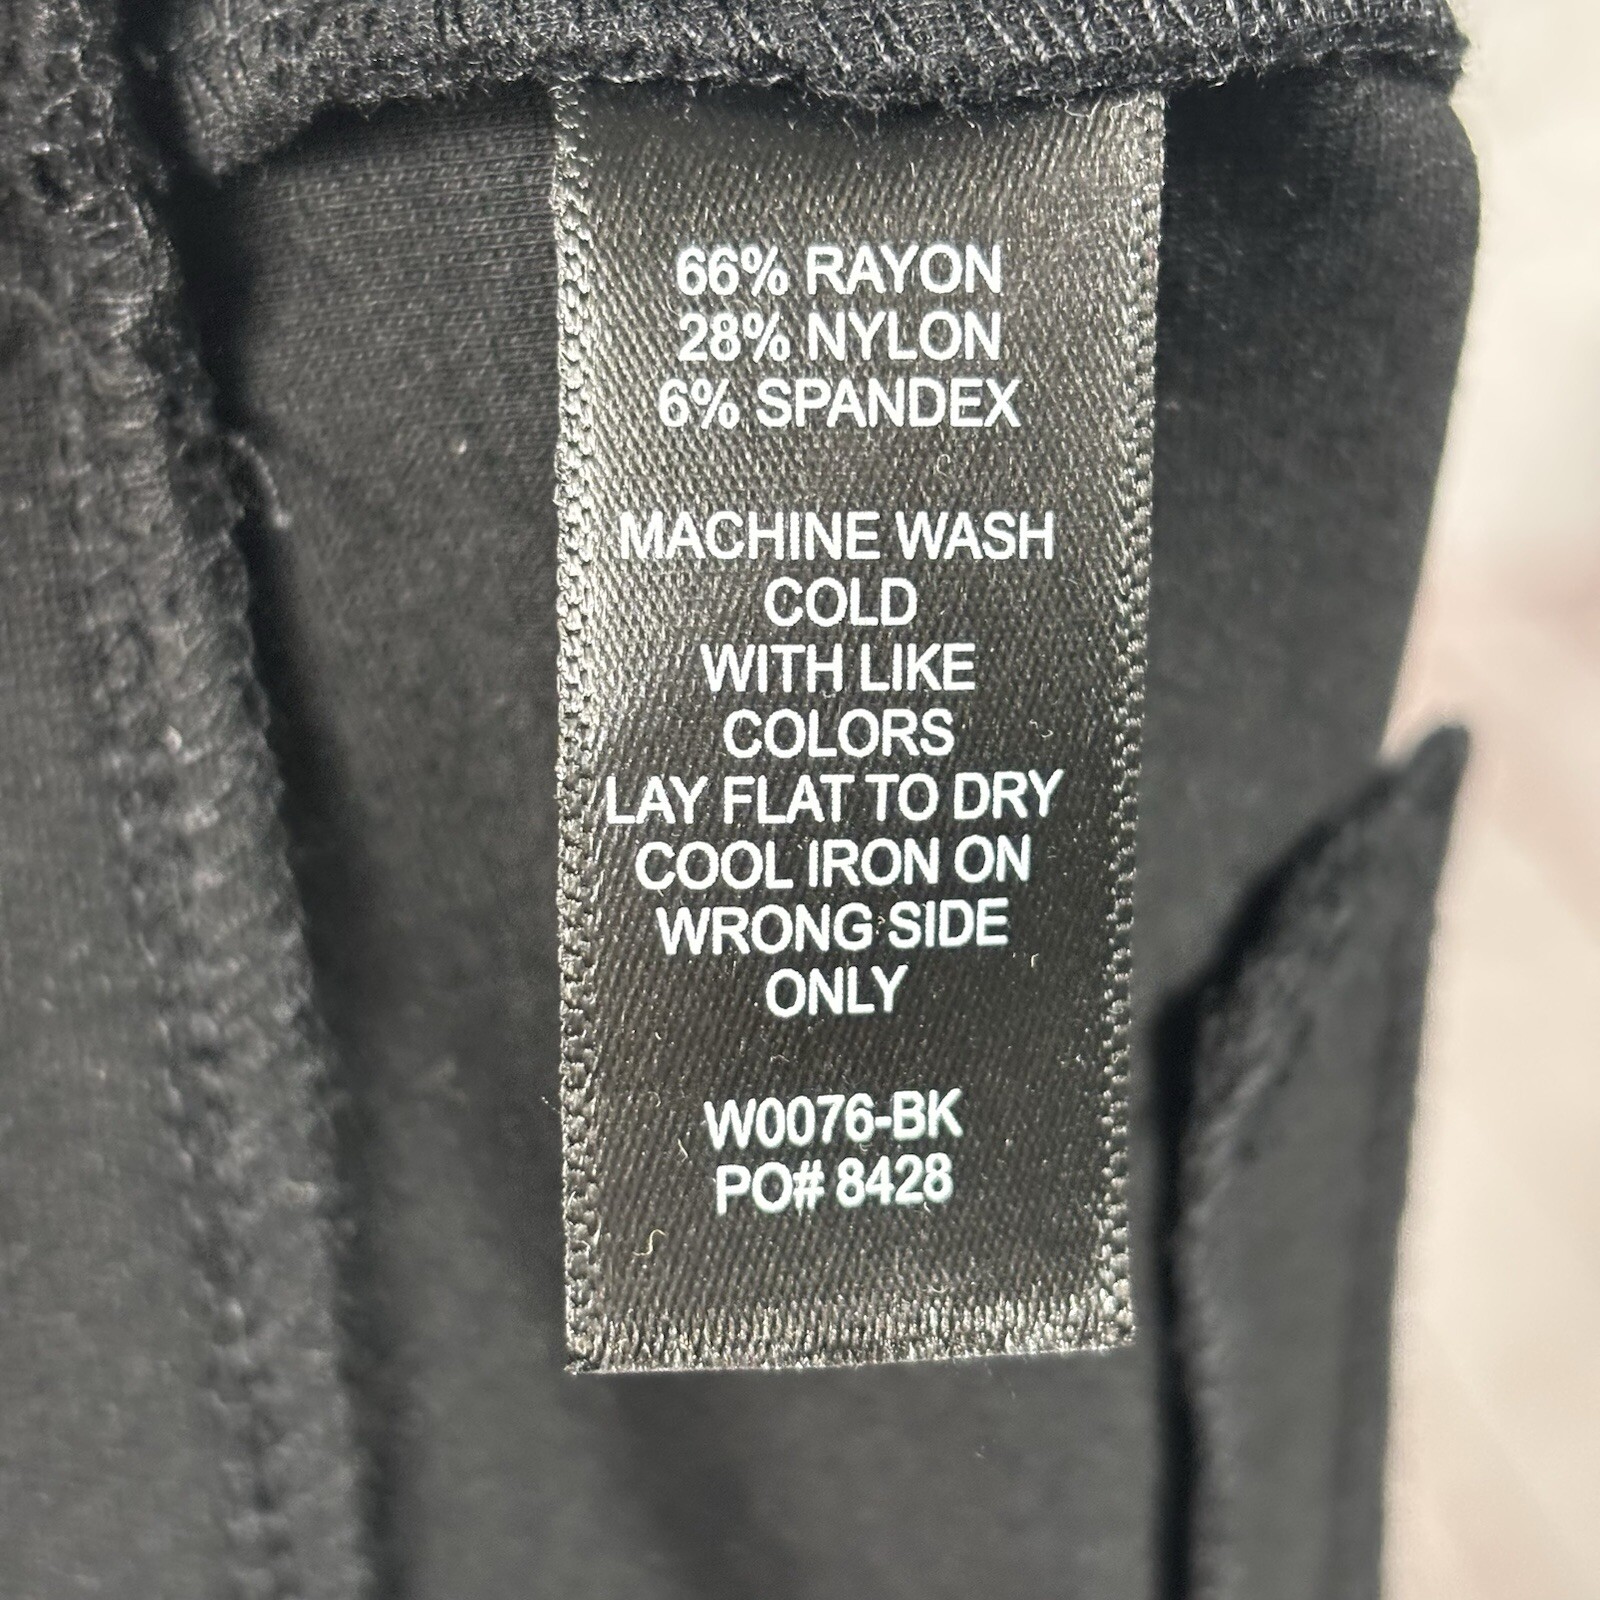 66% RAYON
28% NYLON
6% SPANDEX
MACHINE WASH
COLD
WITH LIKE
COLORS
LAY FLAT TO DRY
COOL IRON ON
WRONG SIDE
ONLY
W0076-BK
PO# 8428